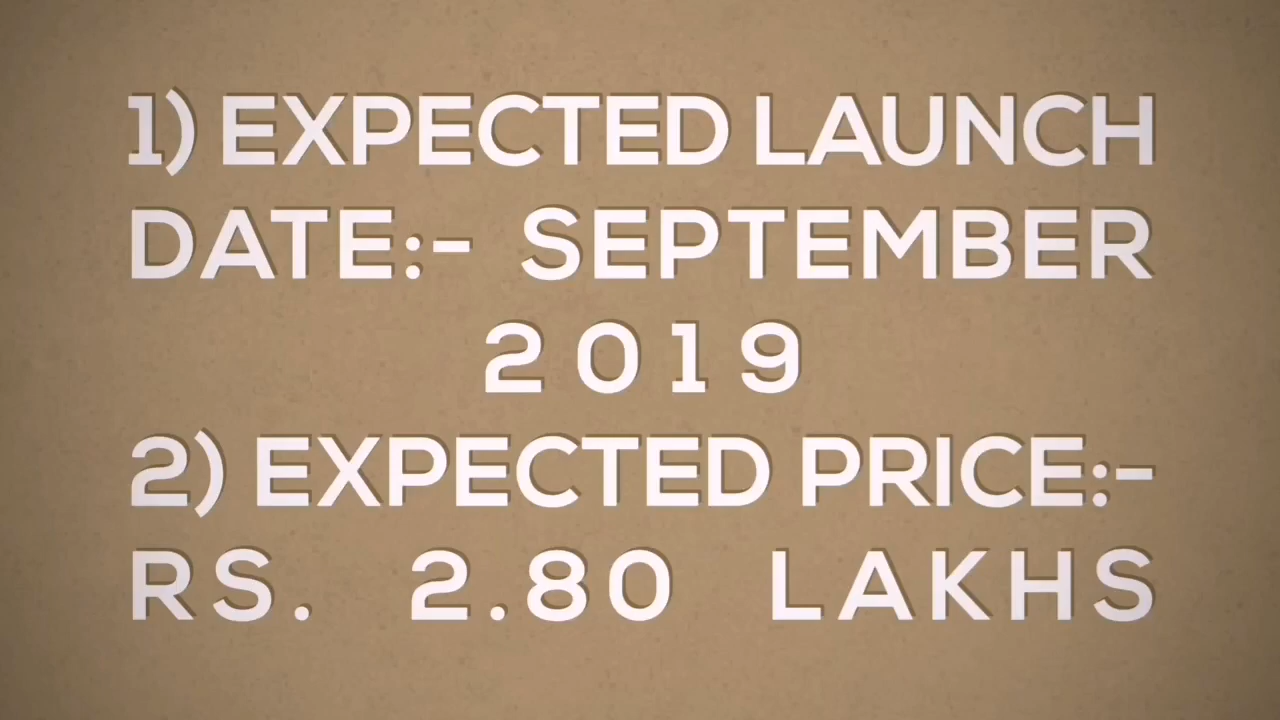 1) EXPECTED LAUNCH
DATE:- SEPTEMBER
2019
2) EXPECTED PRICE:-
RS. 2.80 LAKHS